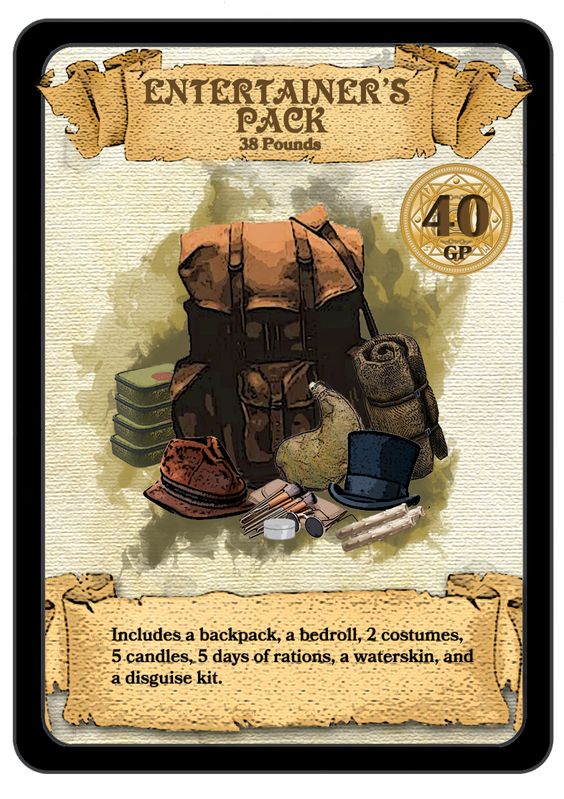 ENTERTAINER'S
PACK
38 Pounds
40
GP
Includes a backpack, a bedroll, 2 costumes,
5 candles, 5 days of rations, a waterskin, and
a disguise kit.